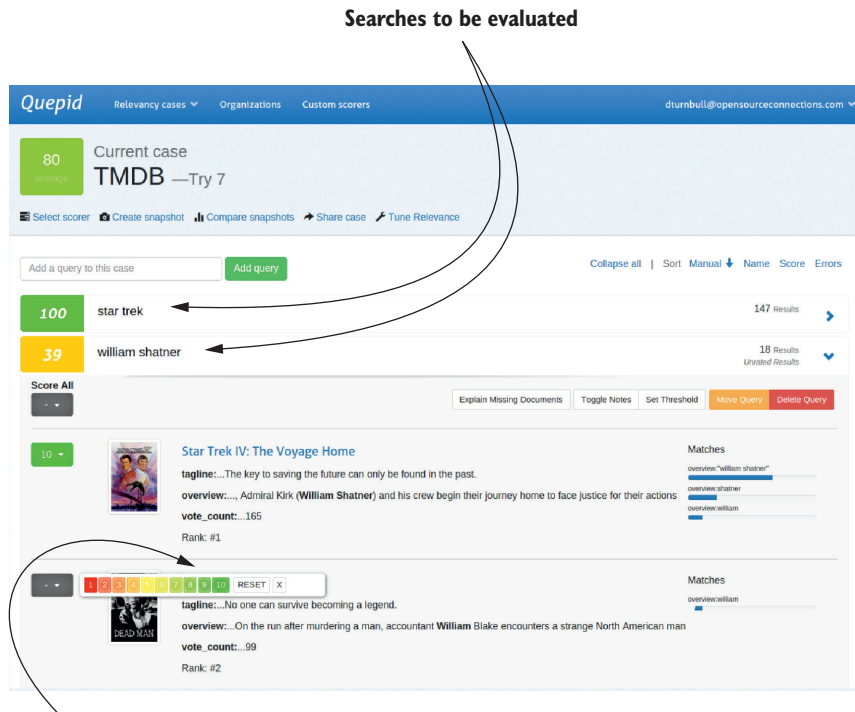 Searches to be evaluated
Quepid Relevancy cases Organizations Custom scorers dturnbull@opensourceconnections.com
80 Current case
average TMDB —Try 7
Select scorer Create snapshot Compare snapshots Share case Tune Relevance
Add a query to this case Add query Collapse all | Sort Manual Name Score Errors
100 star trek 147 Results
39 william shatner 18 Results
Unrated Results
Score All
- Explain Missing Documents Toggle Notes Set Threshold Move Query Delete Query
10 Star Trek IV: The Voyage Home Matches
tagline:...The key to saving the future can only be found in the past. overview:"william shatner"
overview:..., Admiral Kirk (William Shatner) and his crew begin their journey home to face justice for their actions overview:shatner
vote_count:...165 overview:william
Rank: #1
- 1 2 3 4 5 6 7 8 9 10 RESET X Matches
tagline:...No one can survive becoming a legend. overview:william
overview:...On the run after murdering a man, accountant William Blake encounters a strange North American man
DEAD MAN
vote_count:...99
Rank: #2